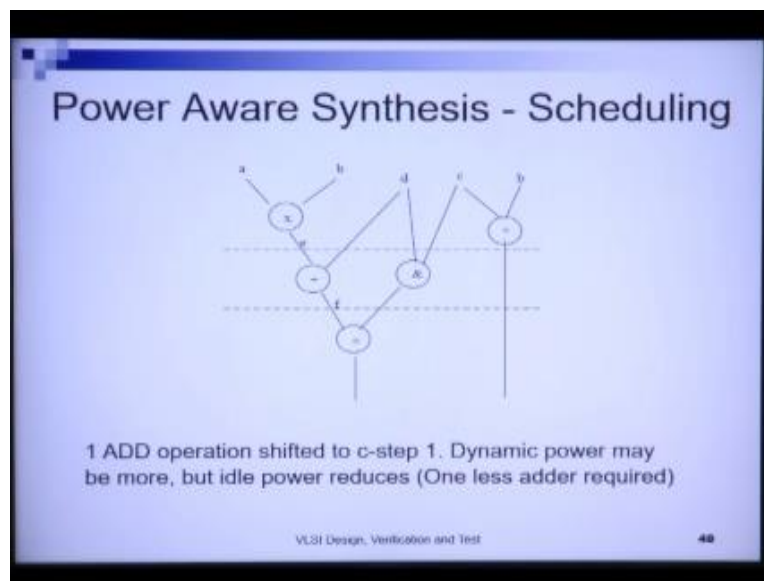 Power Aware Synthesis - Scheduling
a b d c b
x
e
&
f
1 ADD operation shifted to c-step 1. Dynamic power may
be more, but idle power reduces (One less adder required)
VLSI Design, Verification and Test 40